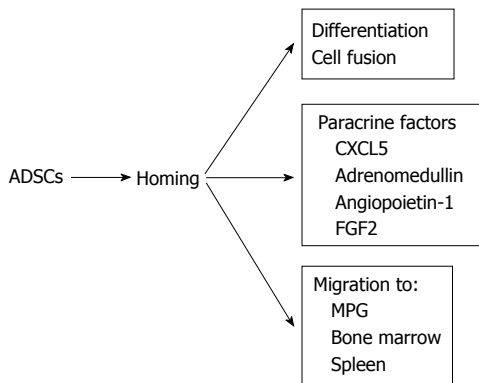 ADSCs
Homing
Differentiation
Cell fusion
Paracrine factors
CXCL5
Adrenomedullin
Angiopoietin-1
FGF2
Migration to:
MPG
Bone marrow
Spleen